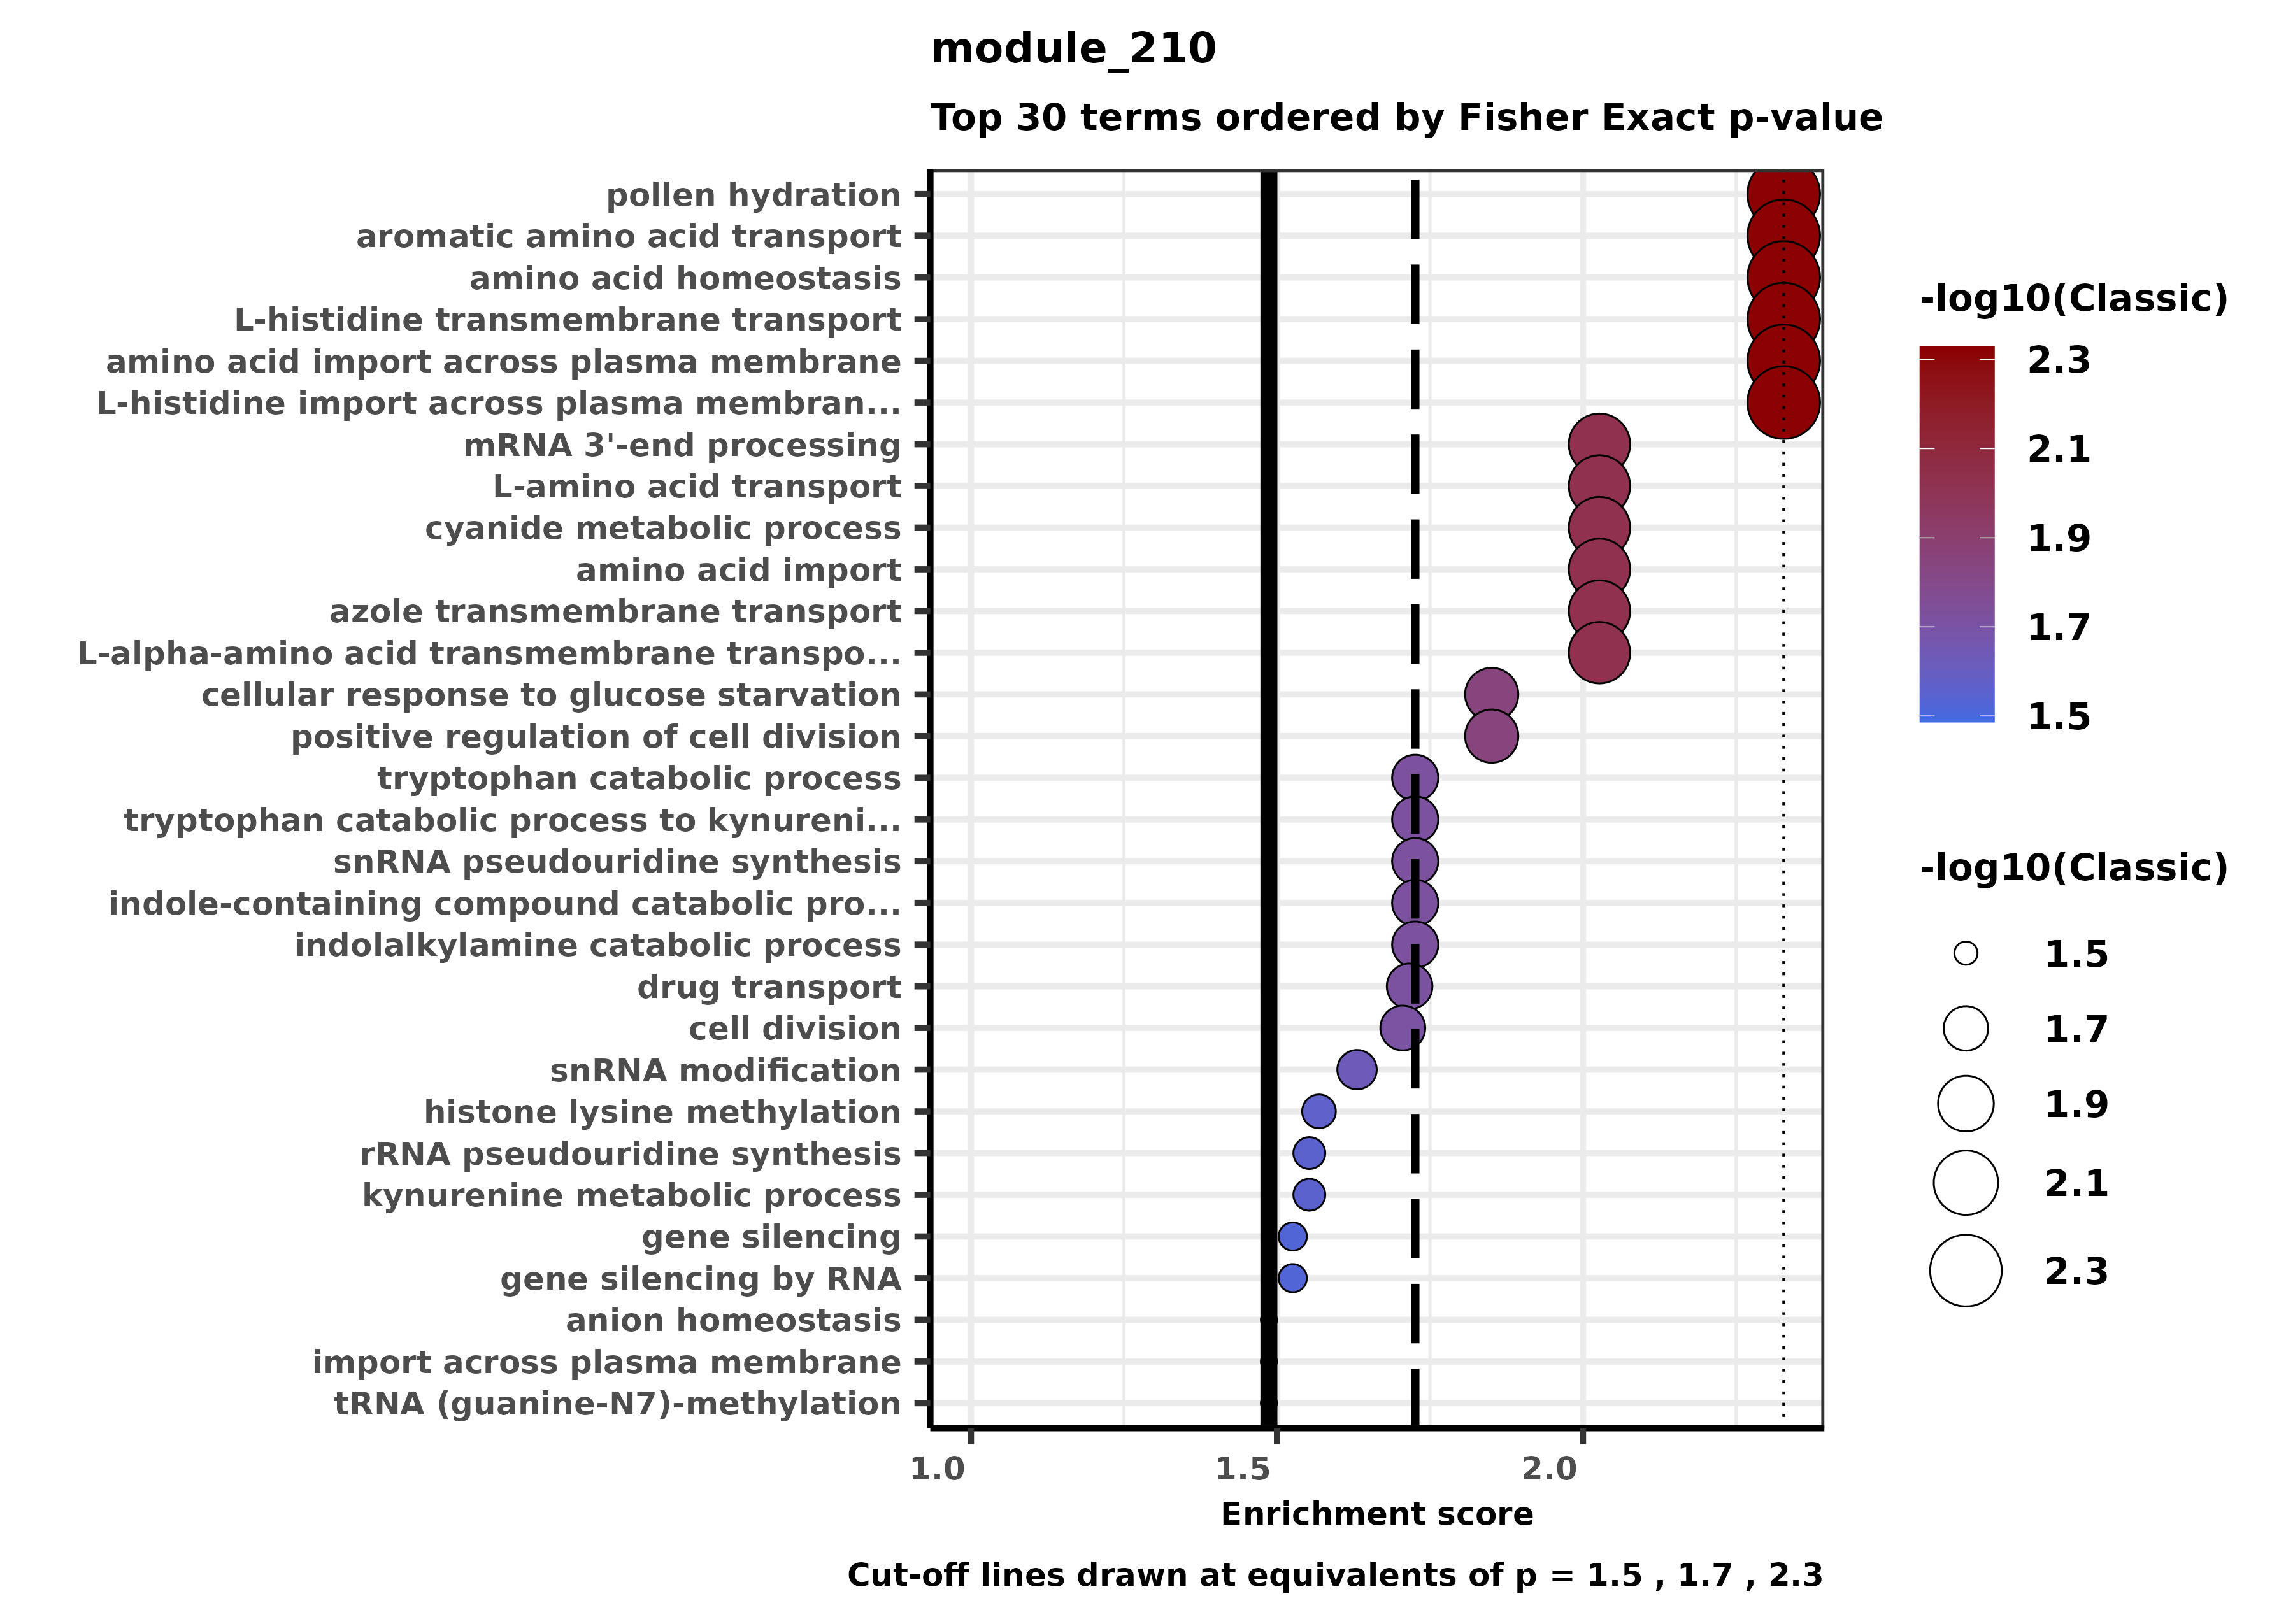 module_210
Top 30 terms ordered by Fisher Exact p-value
pollen hydration
aromatic amino acid transport
amino acid homeostasis
L-histidine transmembrane transport
amino acid import across plasma membrane
L-histidine import across plasma membran...
mRNA 3'-end processing
L-amino acid transport
cyanide metabolic process
amino acid import
azole transmembrane transport
L-alpha-amino acid transmembrane transpo...
cellular response to glucose starvation
positive regulation of cell division
tryptophan catabolic process
tryptophan catabolic process to kynureni...
snRNA pseudouridine synthesis
indole-containing compound catabolic pro...
indolalkylamine catabolic process
drug transport
cell division
snRNA modification
histone lysine methylation
rRNA pseudouridine synthesis
kynurenine metabolic process
gene silencing
gene silencing by RNA
anion homeostasis
import across plasma membrane
tRNA (guanine-N7)-methylation
1.0 1.5 2.0
Enrichment score
Cut-off lines drawn at equivalents of p = 1.5 , 1.7 , 2.3
-log10(Classic)
2.3
2.1
1.9
1.7
1.5
-log10(Classic)
1.5
1.7
1.9
2.1
2.3